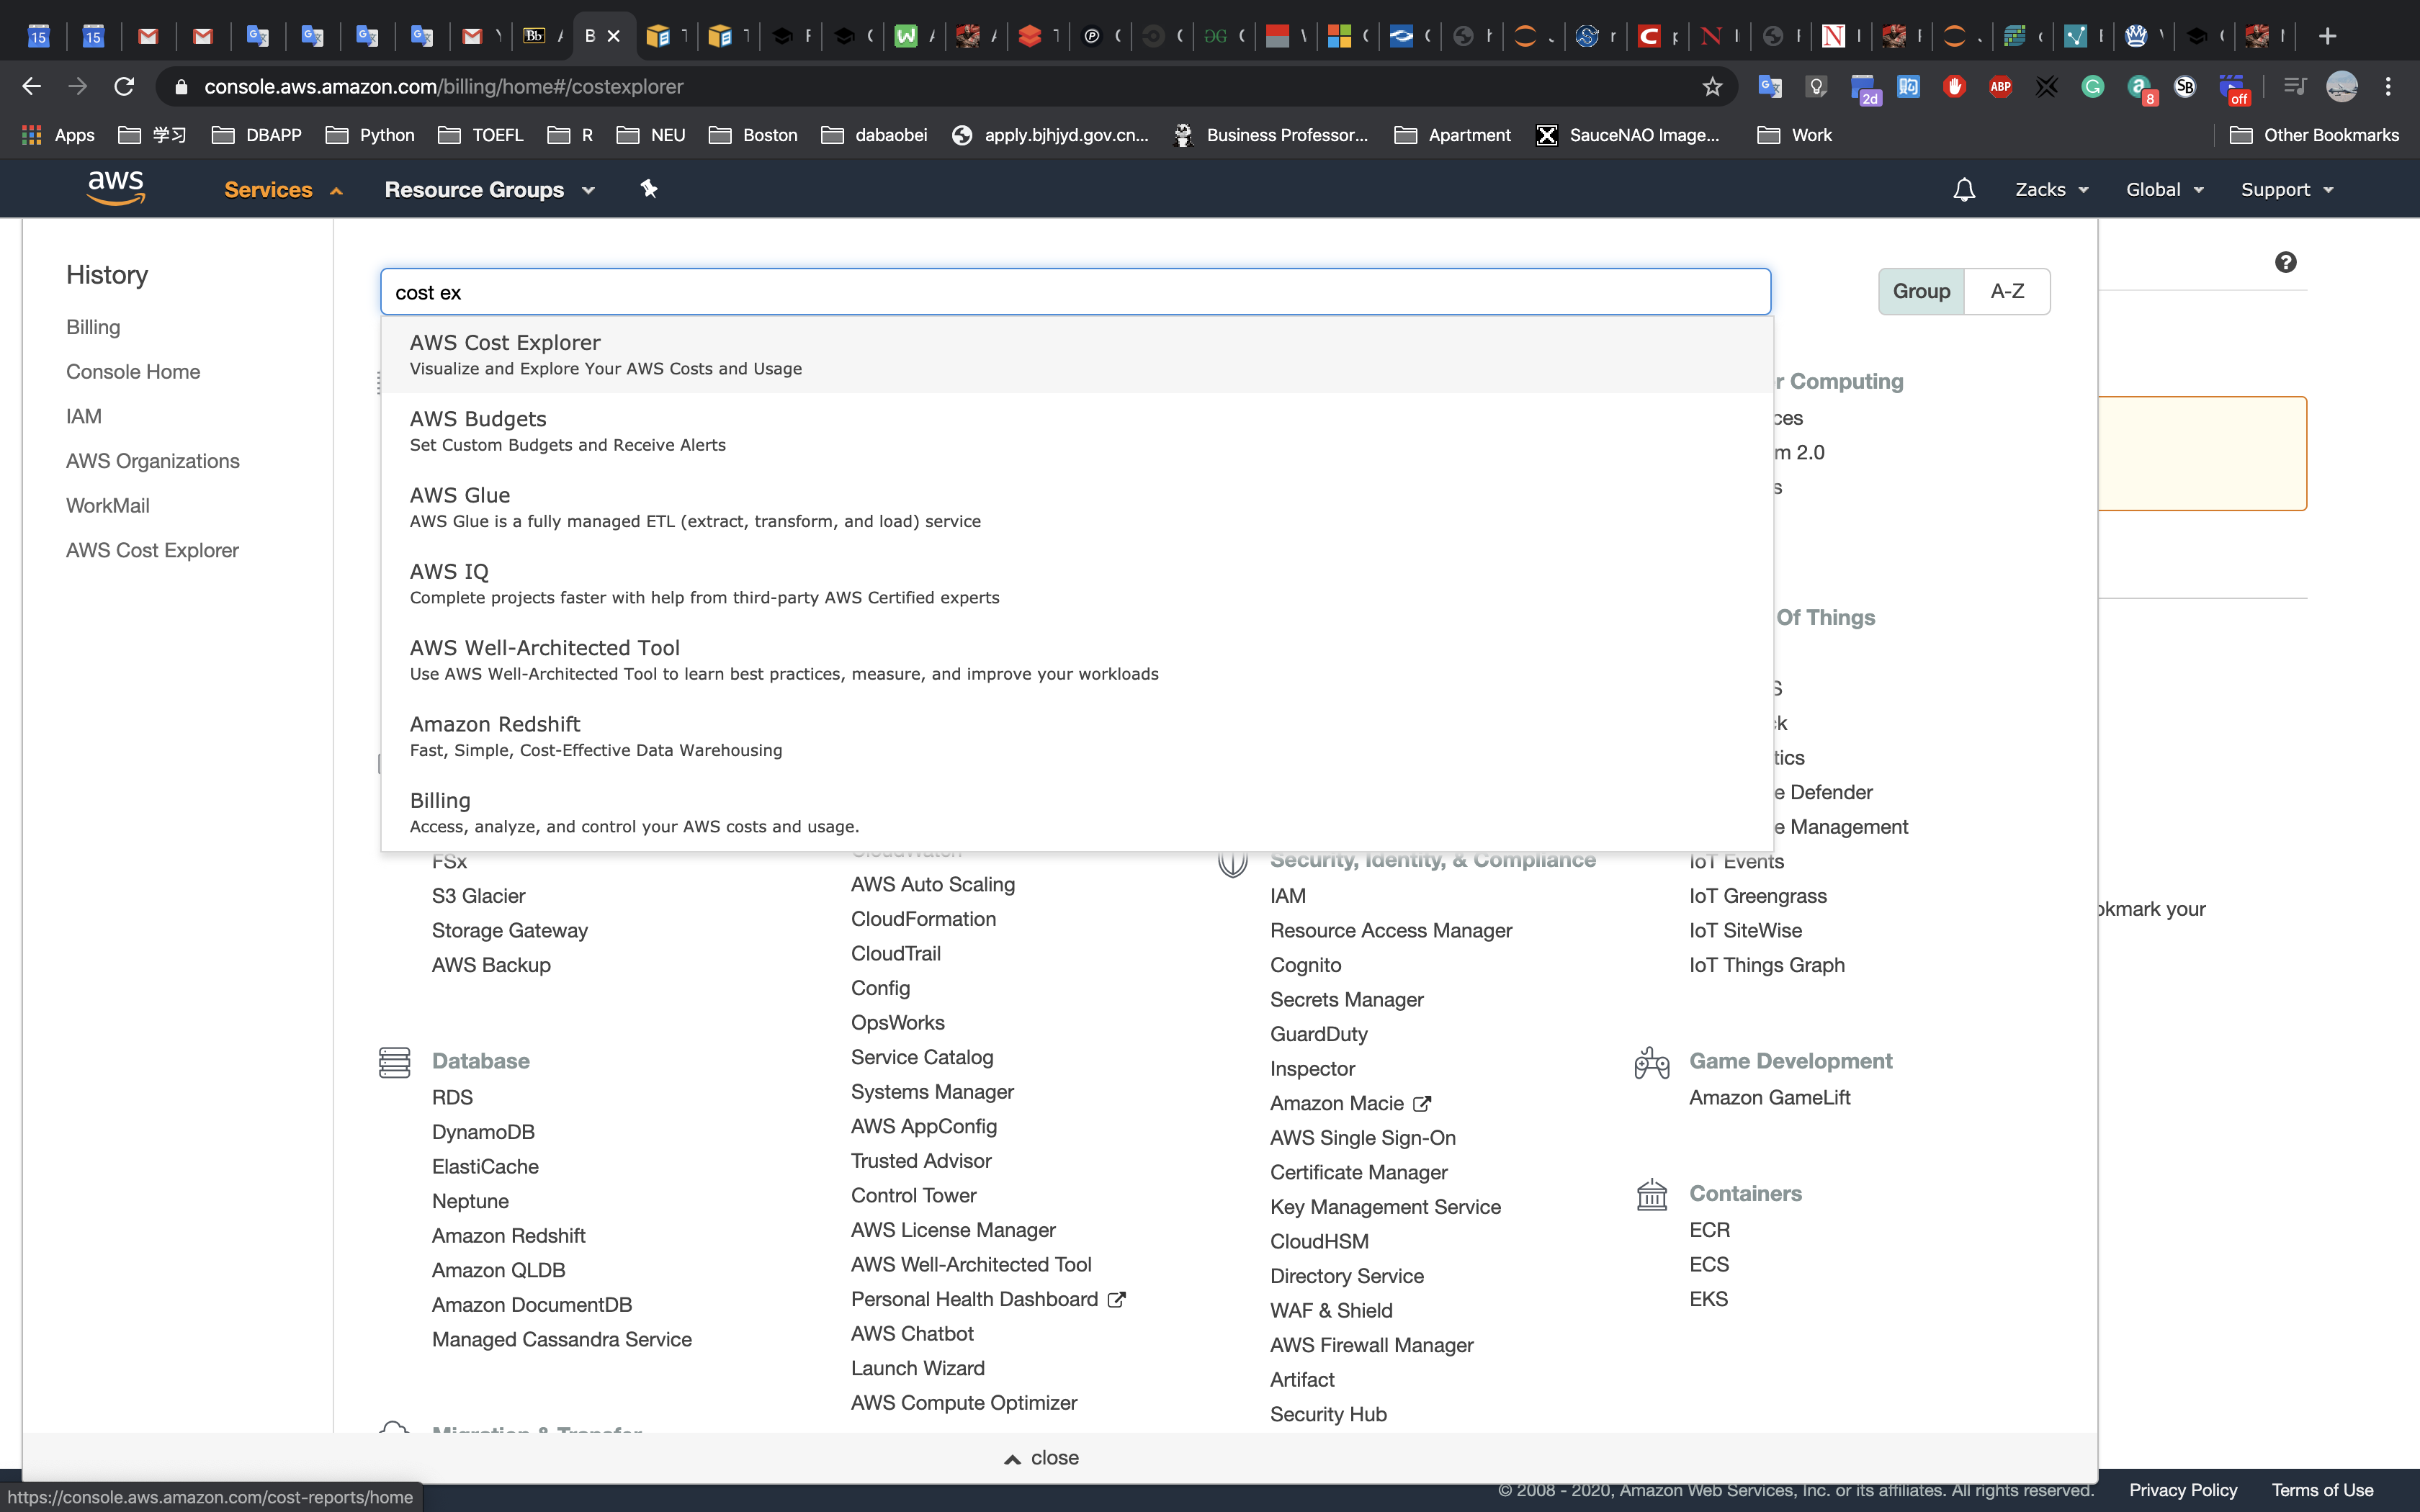 15
15
Bb
B
console.aws.amazon.com/billing/home#/costexplorer
2d
ABP
8
SB
off
Apps
学习
DBAPP
Python
TOEFL
R
NEU
Boston
dabaobei
apply.bjhjyd.gov.cn...
Business Professor...
Apartment
SauceNAO Image...
Work
Other Bookmarks
aws
Services
Resource Groups
Zacks
Global
Support
History
Billing
Console Home
IAM
AWS Organizations
WorkMail
AWS Cost Explorer
cost ex
Group
A-Z
AWS Cost Explorer
Visualize and Explore Your AWS Costs and Usage
AWS Budgets
Set Custom Budgets and Receive Alerts
AWS Glue
AWS Glue is a fully managed ETL (extract, transform, and load) service
AWS IQ
Complete projects faster with help from third-party AWS Certified experts
AWS Well-Architected Tool
Use AWS Well-Architected Tool to learn best practices, measure, and improve your workloads
Amazon Redshift
Fast, Simple, Cost-Effective Data Warehousing
Billing
Access, analyze, and control your AWS costs and usage.
r Computing
ces
m 2.0
s
Of Things
S
ck
tics
e Defender
e Management
IoT Events
IoT Greengrass
IoT SiteWise
IoT Things Graph
FSx
S3 Glacier
Storage Gateway
AWS Backup
Database
RDS
DynamoDB
ElastiCache
Neptune
Amazon Redshift
Amazon QLDB
Amazon DocumentDB
Managed Cassandra Service
Migration & Transfer
CloudWatch
AWS Auto Scaling
CloudFormation
CloudTrail
Config
OpsWorks
Service Catalog
Systems Manager
AWS AppConfig
Trusted Advisor
Control Tower
AWS License Manager
AWS Well-Architected Tool
Personal Health Dashboard
AWS Chatbot
Launch Wizard
AWS Compute Optimizer
Security, Identity, & Compliance
IAM
Resource Access Manager
Cognito
Secrets Manager
GuardDuty
Inspector
Amazon Macie
AWS Single Sign-On
Certificate Manager
Key Management Service
CloudHSM
Directory Service
WAF & Shield
AWS Firewall Manager
Artifact
Security Hub
Game Development
Amazon GameLift
Containers
ECR
ECS
EKS
okmark your
close
https://console.aws.amazon.com/cost-reports/home
© 2008 - 2020, Amazon Web Services, Inc. or its affiliates. All rights reserved.
Privacy Policy
Terms of Use